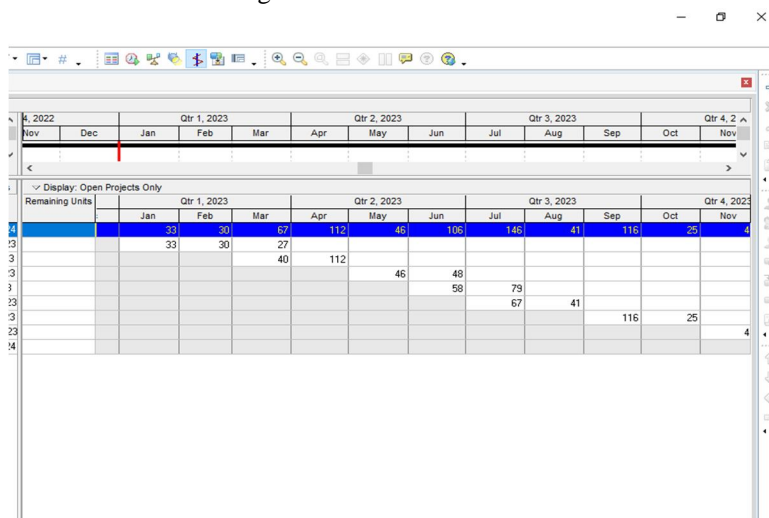 4, 2022 Qtr 1, 2023 Qtr 2, 2023 Qtr 3, 2023 Qtr 4, 2
Nov Dec Jan Feb Mar Apr May Jun Jul Aug Sep Oct Nov
Display: Open Projects Only
Remaining Units Qtr 1, 2023 Qtr 2, 2023 Qtr 3, 2023 Qtr 4, 2023
Jan Feb Mar Apr May Jun Jul Aug Sep Oct Nov
24 33 30 67 112 46 106 146 41 116 25 4
23 33 30 27
3 40 112
23 46 48
3 58 79
23 67 41
23 116 25
23 4
24